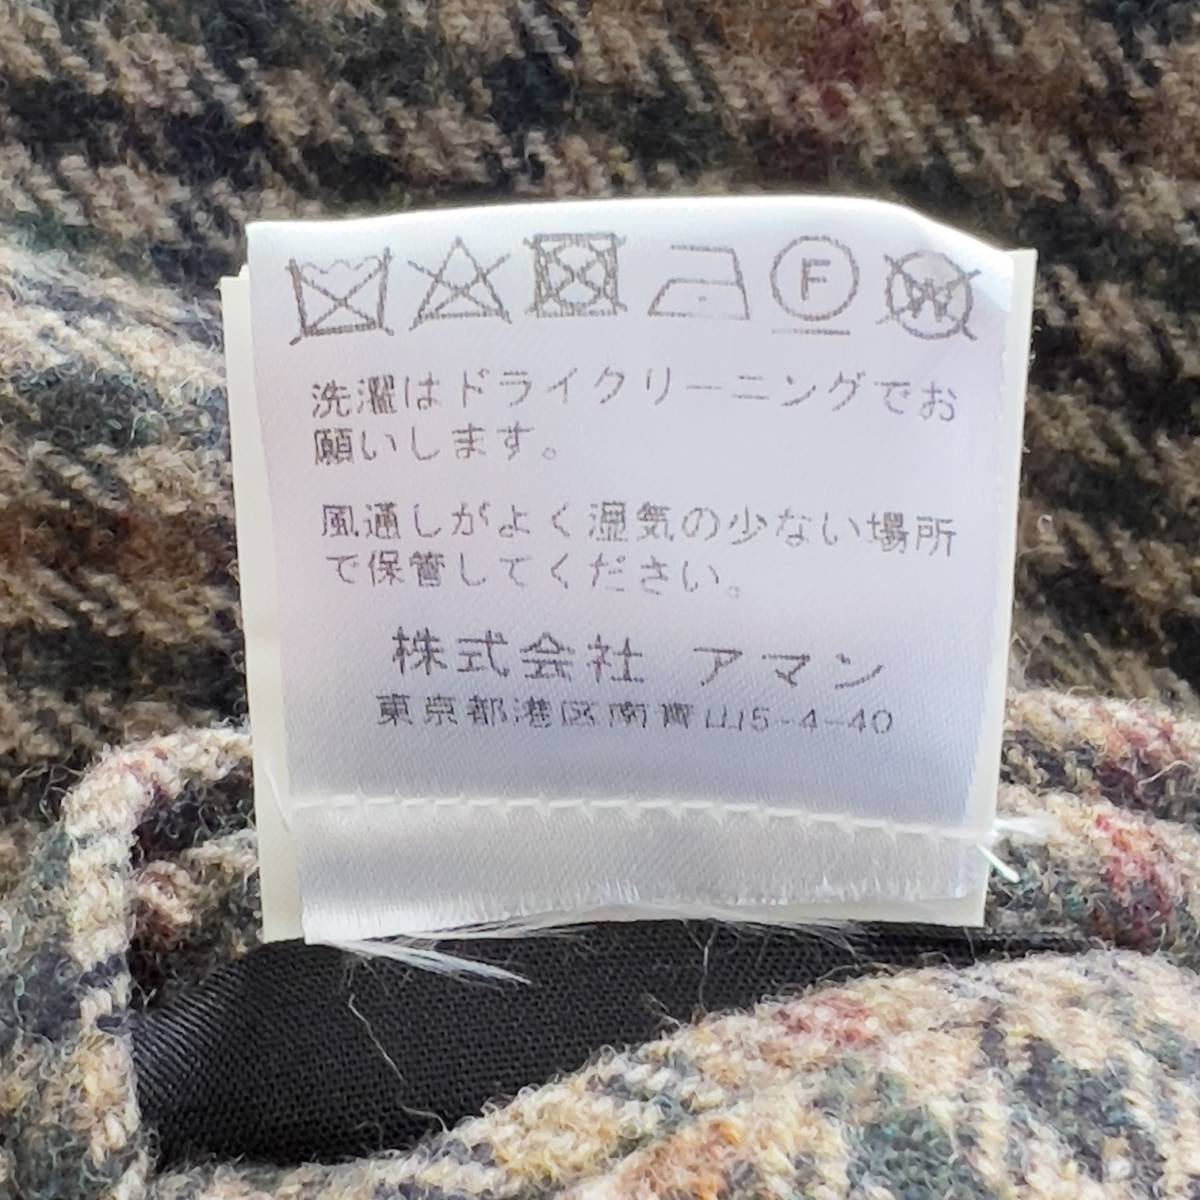 F W
洗濯はドライクリーニングでお
願いします。
風通しがよく湿気の少ない場所
で保管してください。
株式会社 アマン
東京都港区南青山5-4-40